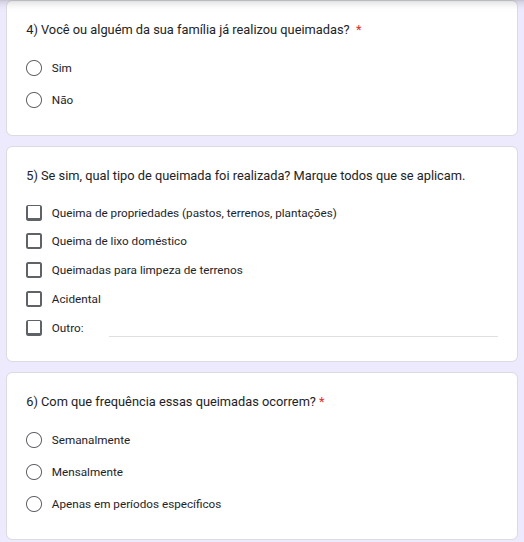 4) Você ou alguém da sua família já realizou queimadas? *
Sim
Não
5) Se sim, qual tipo de queimada foi realizada? Marque todos que se aplicam.
Queima de propriedades (pastos, terrenos, plantações)
Queima de lixo doméstico
Queimadas para limpeza de terrenos
Acidental
Outro:
6) Com que frequência essas queimadas ocorrem? *
Semanalmente
Mensalmente
Apenas em períodos específicos